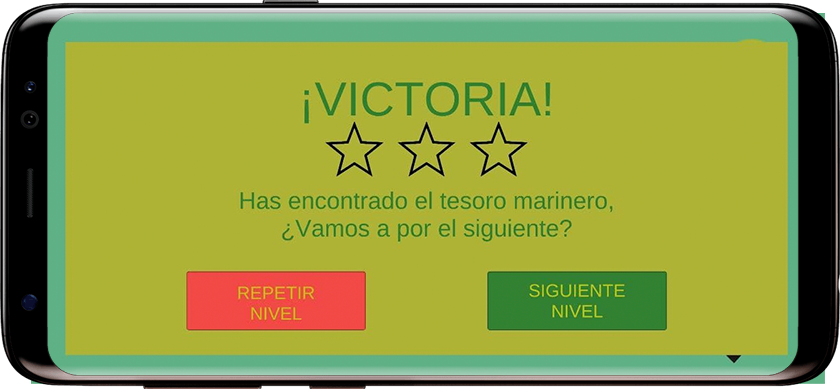 ¡VICTORIA!
Has encontrado el tesoro marinero,
¿Vamos a por el siguiente?
REPETIR
NIVEL
SIGUIENTE
NIVEL